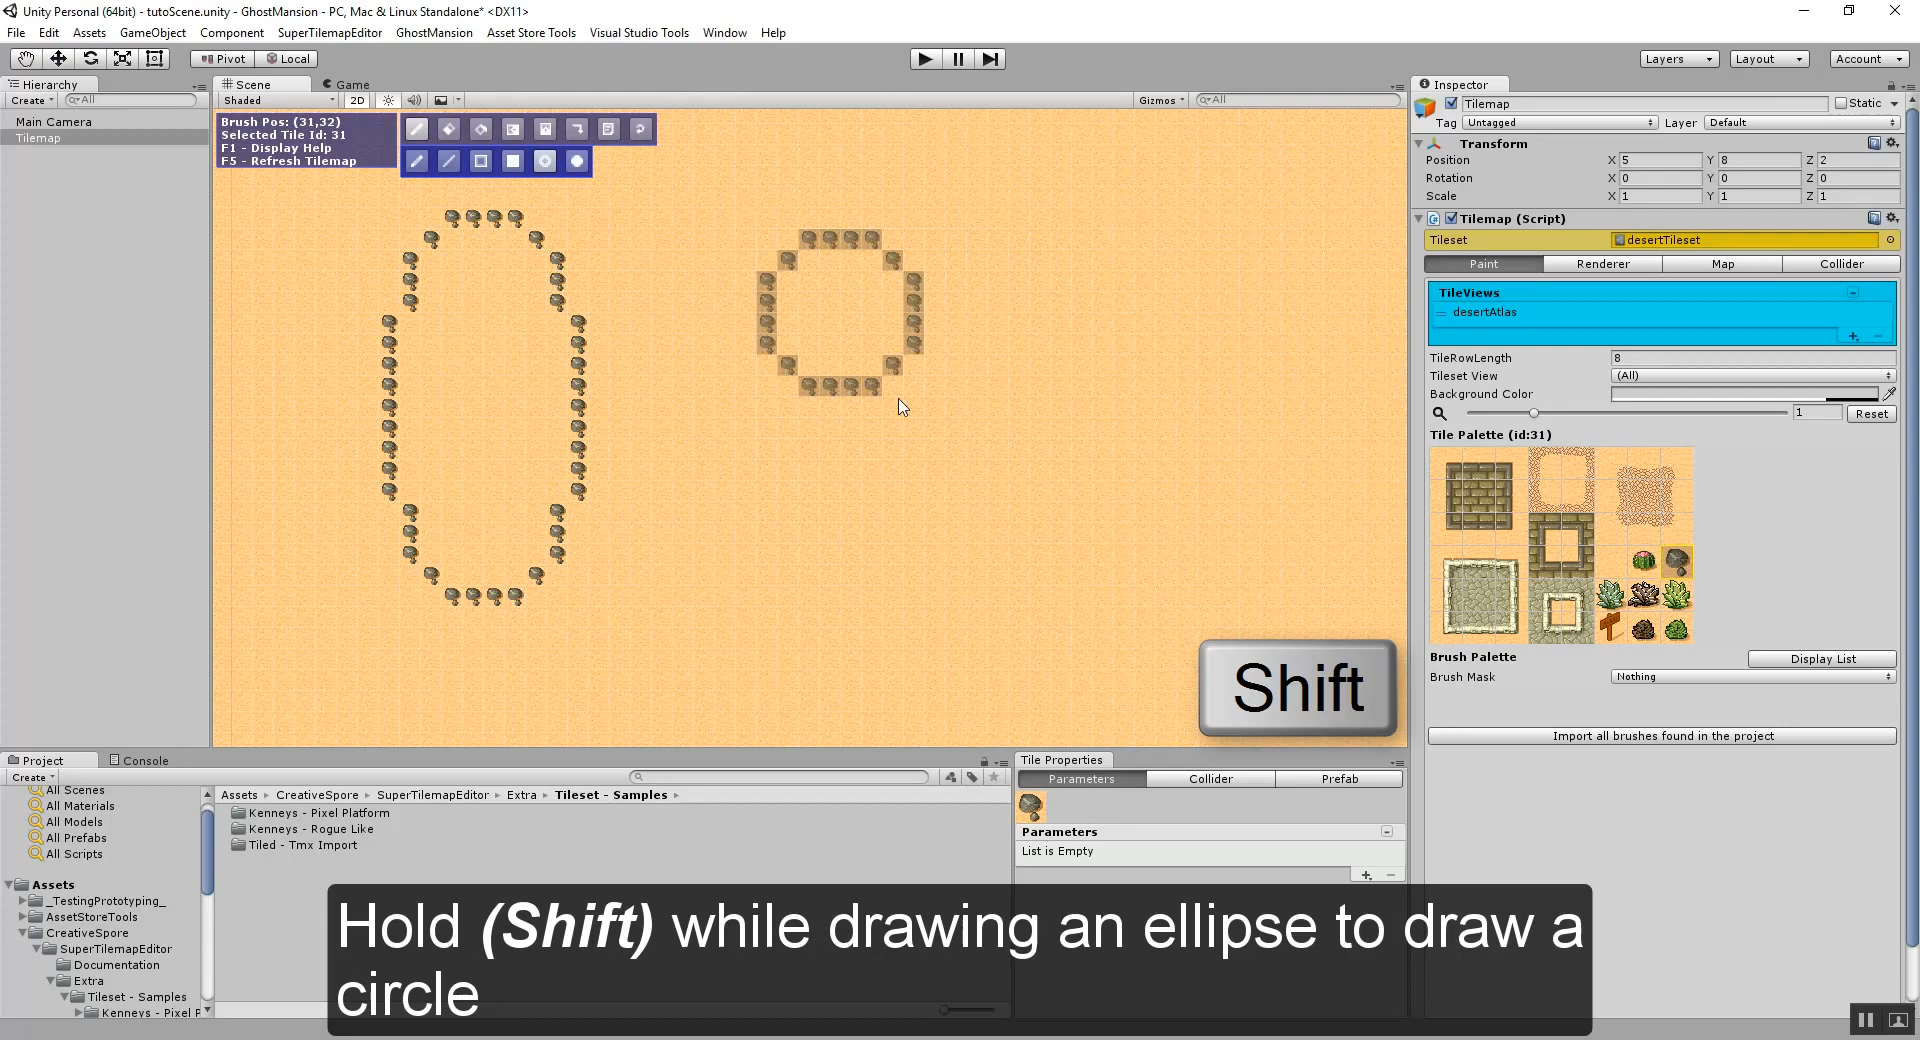 Unity Personal (64bit) - tutoScene.unity - GhostMansion - PC, Mac & Linux Standalone* <DX11>
File Edit Assets GameObject Component SuperTilemapEditor GhostMansion Asset Store Tools Visual Studio Tools Window Help
Pivot Local Layers Layout Account
Hierarchy
Create All
Main Camera
Tilemap
Scene Game
Shaded 2D Gizmos All
Brush Pos: (31,32)
Selected Tile Id: 31
F1 - Display Help
F5 - Refresh Tilemap
Shift
Inspector
Tilemap Static
Tag Untagged Layer Default
Transform
Position X 5 Y 8 Z 2
Rotation X 0 Y 0 Z 0
Scale X 1 Y 1 Z 1
Tilemap (Script)
Tileset desertTileset
Paint Renderer Map Collider
TileViews
desertAtlas
TileRowLength 8
Tileset View (All)
Background Color
1 Reset
Tile Palette (id:31)
Brush Palette Display List
Brush Mask Nothing
Import all brushes found in the project
Project Console
Create
All Scenes
All Materials
All Models
All Prefabs
All Scripts
Assets
_TestingPrototyping_
AssetStoreTools
CreativeSpore
SuperTilemapEditor
Documentation
Extra
Tileset - Samples
Kenneys - Pixel P
Assets CreativeSpore SuperTilemapEditor Extra Tileset - Samples
Kenneys - Pixel Platform
Kenneys - Rogue Like
Tiled - Tmx Import
Tile Properties
Parameters Collider Prefab
Parameters
List is Empty
Hold (Shift) while drawing an ellipse to draw a
circle